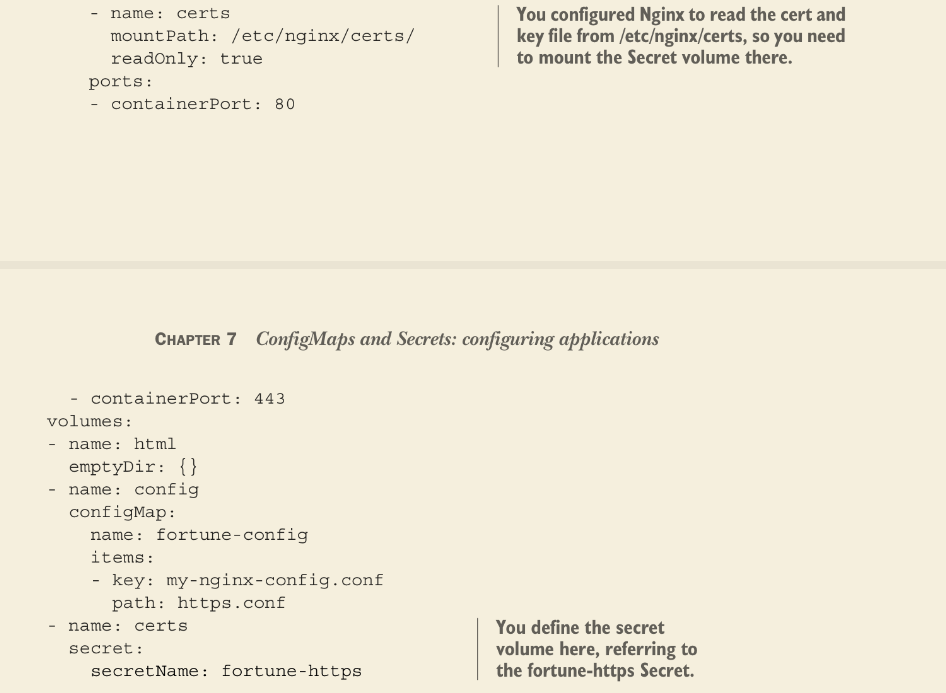 - name: certs
mountPath: /etc/nginx/certs/
readOnly: true
ports:
- containerPort: 80
You configured Nginx to read the cert and
key file from /etc/nginx/certs, so you need
to mount the Secret volume there.
CHAPTER 7 ConfigMaps and Secrets: configuring applications
- containerPort: 443
volumes:
- name: html
emptyDir: {}
- name: config
configMap:
name: fortune-config
items:
- key: my-nginx-config.conf
path: https.conf
- name: certs
secret:
secretName: fortune-https
You define the secret
volume here, referring to
the fortune-https Secret.